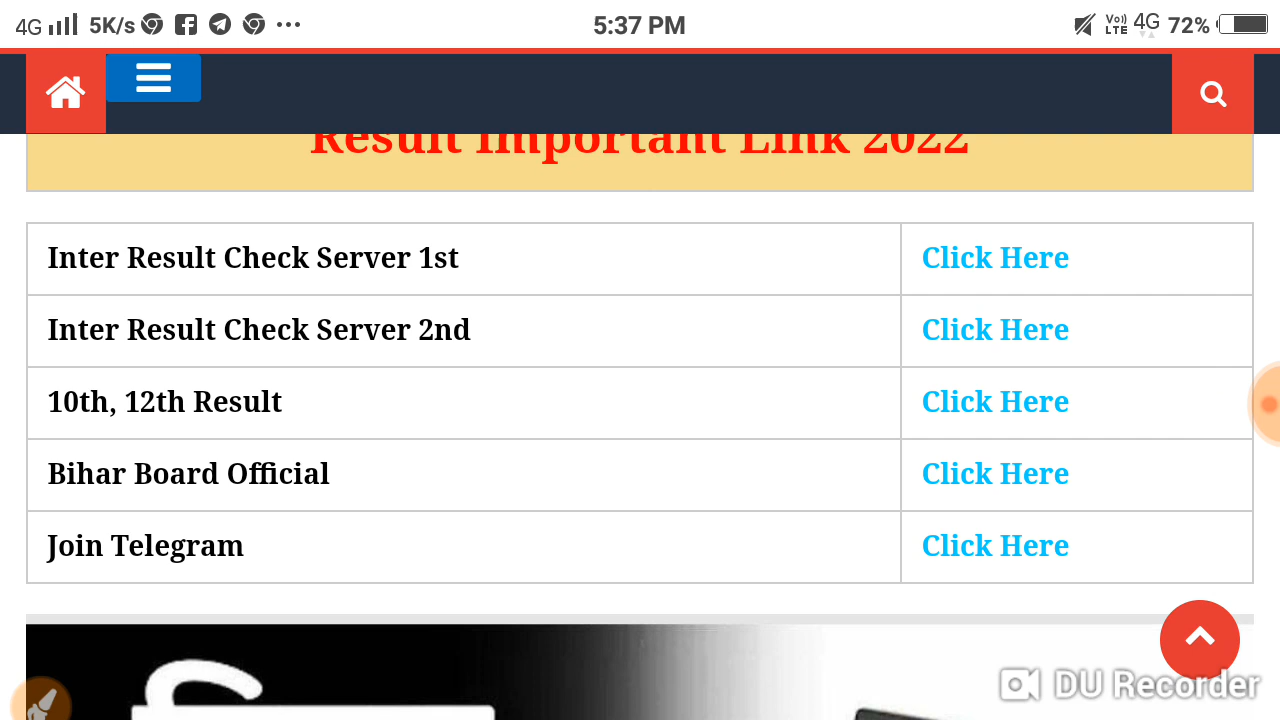 4G 5K/s 5:37 PM Vo)) LTE 4G 72%
Result Important Link 2022
Inter Result Check Server 1st Click Here
Inter Result Check Server 2nd Click Here
10th, 12th Result Click Here
Bihar Board Official Click Here
Join Telegram Click Here
DU Recorder